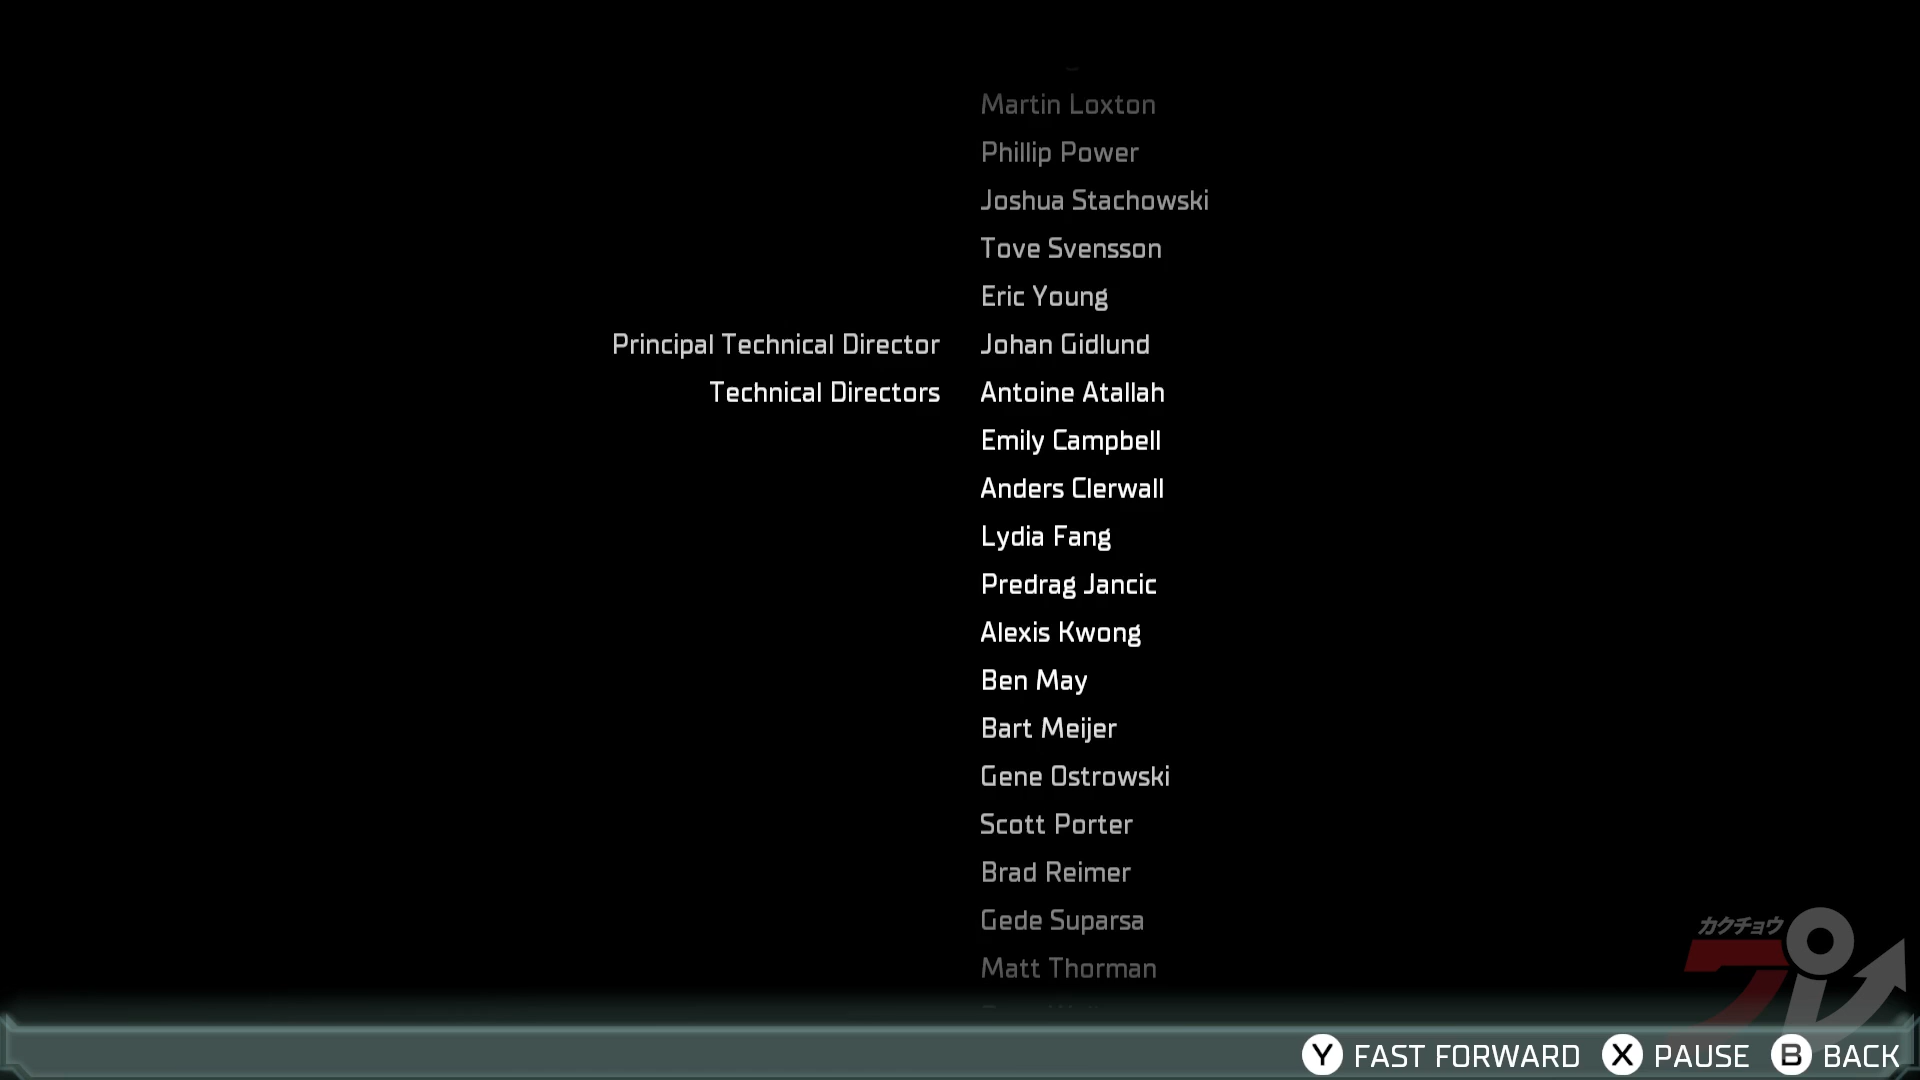 Martin Loxton
Phillip Power
Joshua Stachowski
Tove Svensson
Eric Young
Principal Technical Director Johan Gidlund
Technical Directors Antoine Atallah
Emily Campbell
Anders Clerwall
Lydia Fang
Predrag Jancic
Alexis Kwong
Ben May
Bart Meijer
Gene Ostrowski
Scott Porter
Brad Reimer
Gede Suparsa
Matt Thorman
カクチョウ
Y FAST FORWARD X PAUSE B BACK